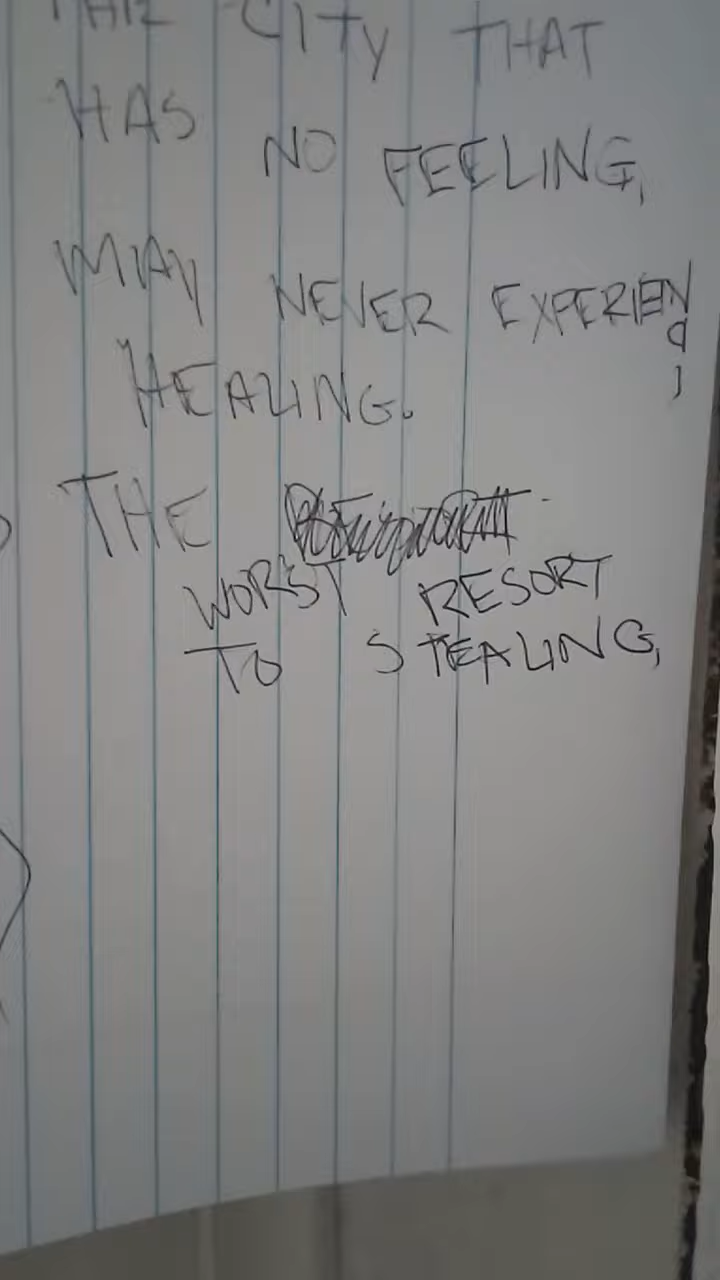 CITY THAT
HAS NO FEELING,
MAY NEVER EXPERIEN
HEALING.
THE
WORST RESORT
TO STEALING,